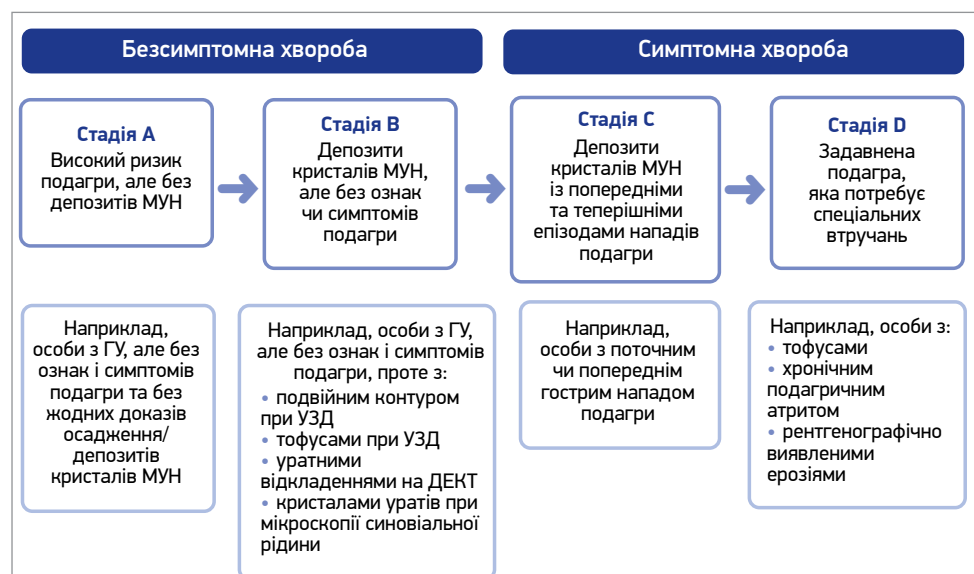 Безсимптомна хвороба
Симптомна хвороба
Стадія А
Високий ризик
подагри, але без
депозитів МУН
Стадія В
Депозити
кристалів МУН,
але без ознак
чи симптомів
подагри
Стадія С
Депозити
кристалів МУН
із попередніми
та теперішніми
епізодами нападів
подагри
Стадія D
Задавнена
подагра,
яка потребує
спеціальних
втручань
Наприклад,
особи з ГУ, але без
ознак і симптомів
подагри та без
жодних доказів
осадження/
депозитів
кристалів МУН
Наприклад, особи з ГУ,
але без ознак і симптомів
подагри, проте з:
• подвійним контуром
при УЗД
• тофусами при УЗД
• уратними
відкладеннями на ДЕКТ
• кристалами уратів при
мікроскопії синовіальної
рідини
Наприклад,
особи з поточним
чи попереднім
гострим нападом
подагри
Наприклад, особи з:
• тофусами
• хронічним
подагричним
атритом
• рентгенографічно
виявленими
ерозіями